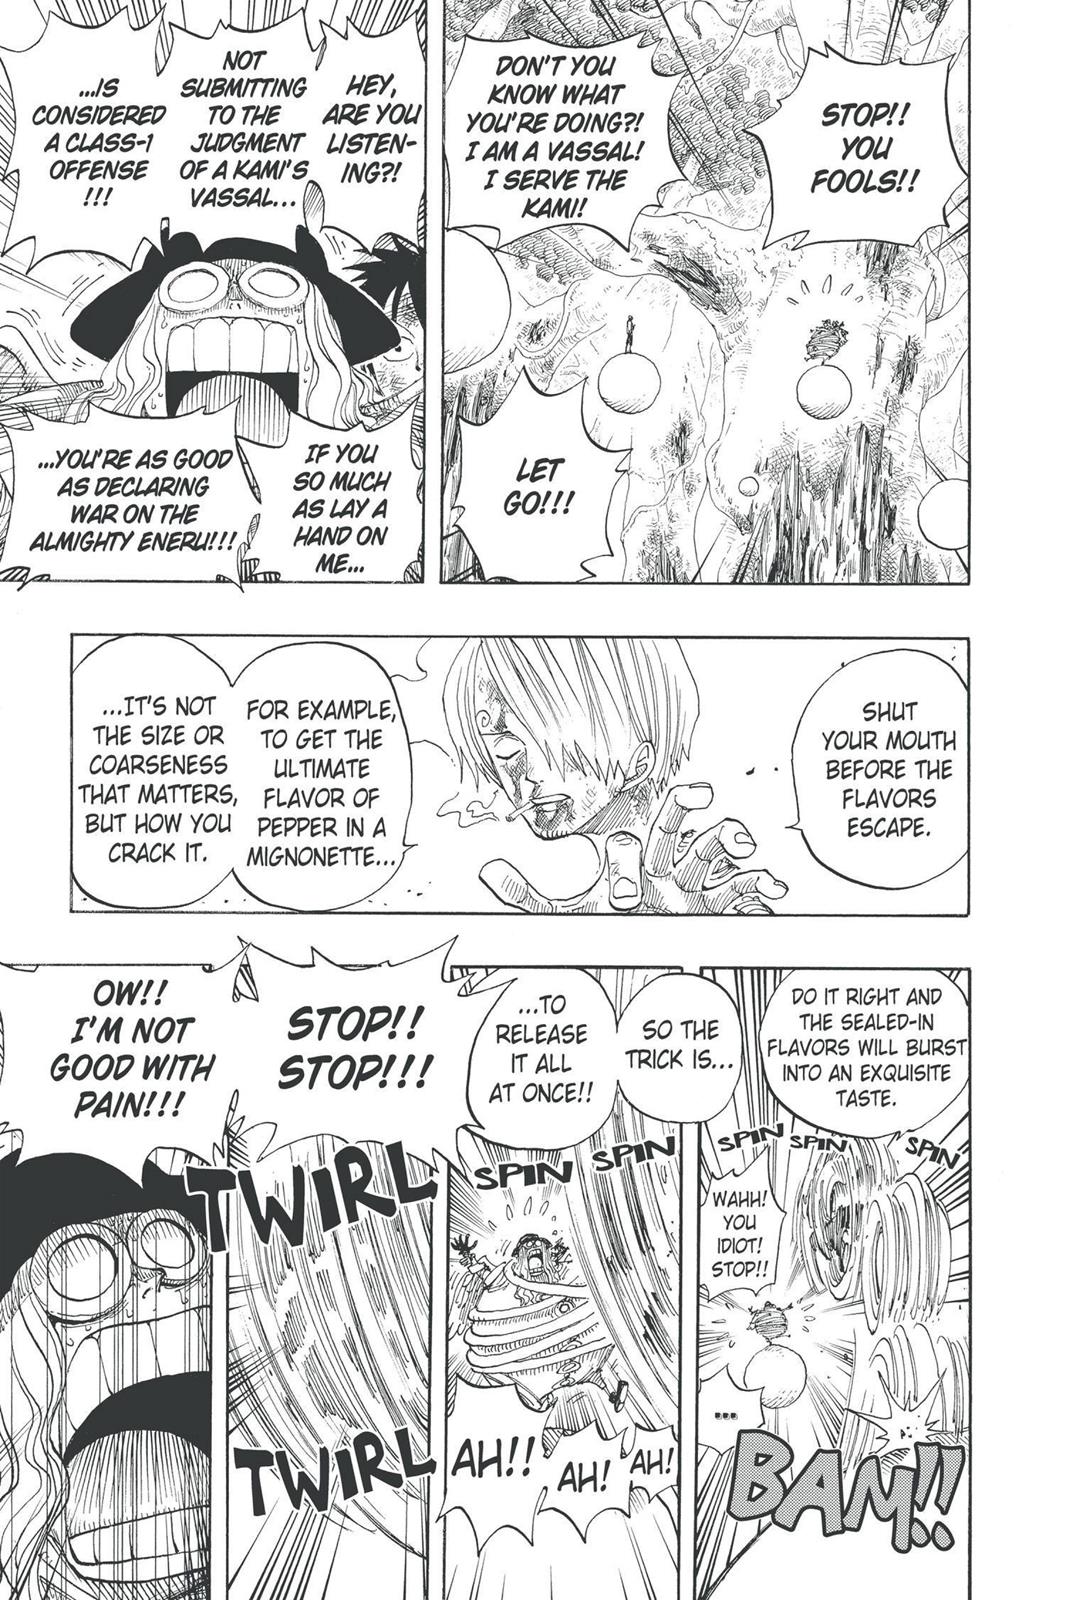 STOP!!
YOU
FOOLS!!
DON'T YOU
KNOW WHAT
YOU'RE DOING?!
I AM A VASSAL!
I SERVE THE
KAMI!
LET
GO!!!
HEY,
ARE YOU
LISTEN-
ING?!
NOT
SUBMITTING
TO THE
JUDGMENT
OF A KAMI'S
VASSAL...
...IS
CONSIDERED
A CLASS-1
OFFENSE
!!!
IF YOU
SO MUCH
AS LAY A
HAND ON
ME...
...YOU'RE AS GOOD
AS DECLARING
WAR ON THE
ALMIGHTY ENERU!!!
SHUT
YOUR MOUTH
BEFORE THE
FLAVORS
ESCAPE.
FOR EXAMPLE,
TO GET THE
ULTIMATE
FLAVOR OF
PEPPER IN A
MIGNONETTE...
...IT'S NOT
THE SIZE OR
COARSENESS
THAT MATTERS,
BUT HOW YOU
CRACK IT.
DO IT RIGHT AND
THE SEALED-IN
FLAVORS WILL BURST
INTO AN EXQUISITE
TASTE.
SPIN SPIN SPIN
WAHH!
YOU
IDIOT!
STOP!!
...
BAM!!
SO THE
TRICK IS...
...TO
RELEASE
IT ALL
AT ONCE!!
SPIN SPIN
AH!
AH!
AH!!
STOP!!
STOP!!!
TWIRL
TWIRL
OW!!
I'M NOT
GOOD WITH
PAIN!!!